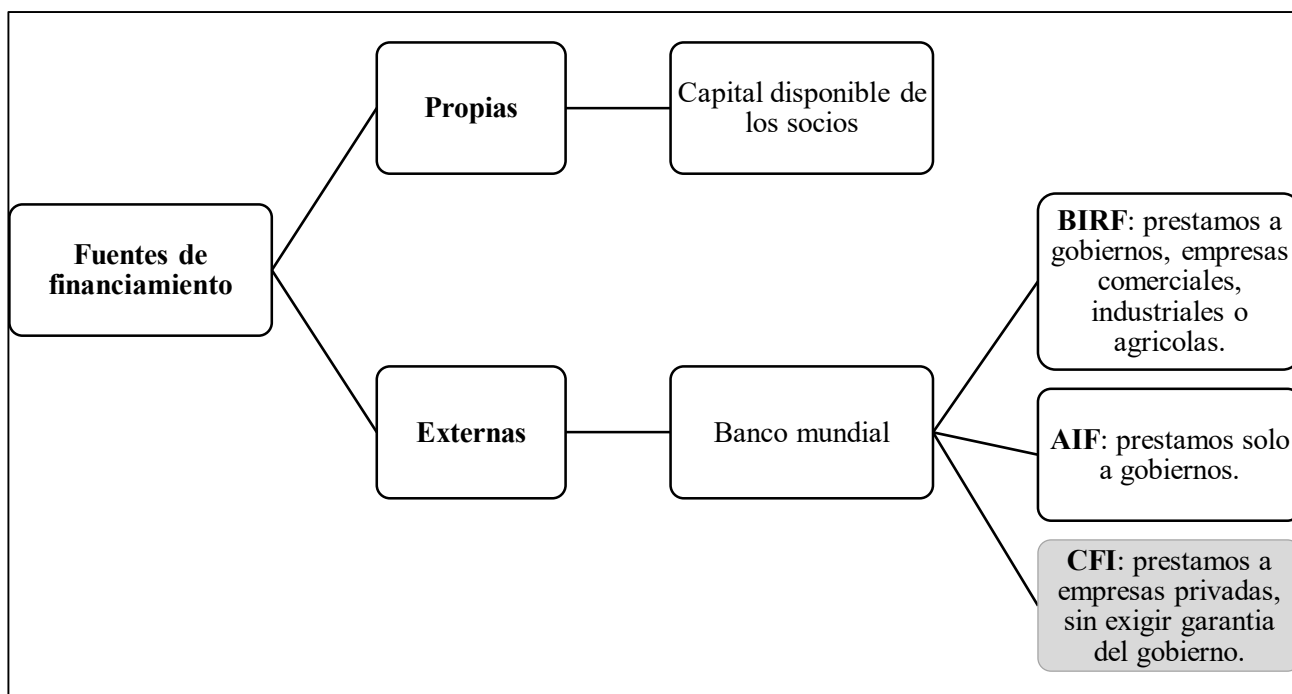 Propias
Capital disponible de
los socios
Fuentes de
financiamiento
Externas
Banco mundial
BIRF: prestamos a
gobiernos, empresas
comerciales,
industriales o
agricolas.
AIF: prestamos solo
a gobiernos.
CFI: prestamos a
empresas privadas,
sin exigir garantia
del gobierno.